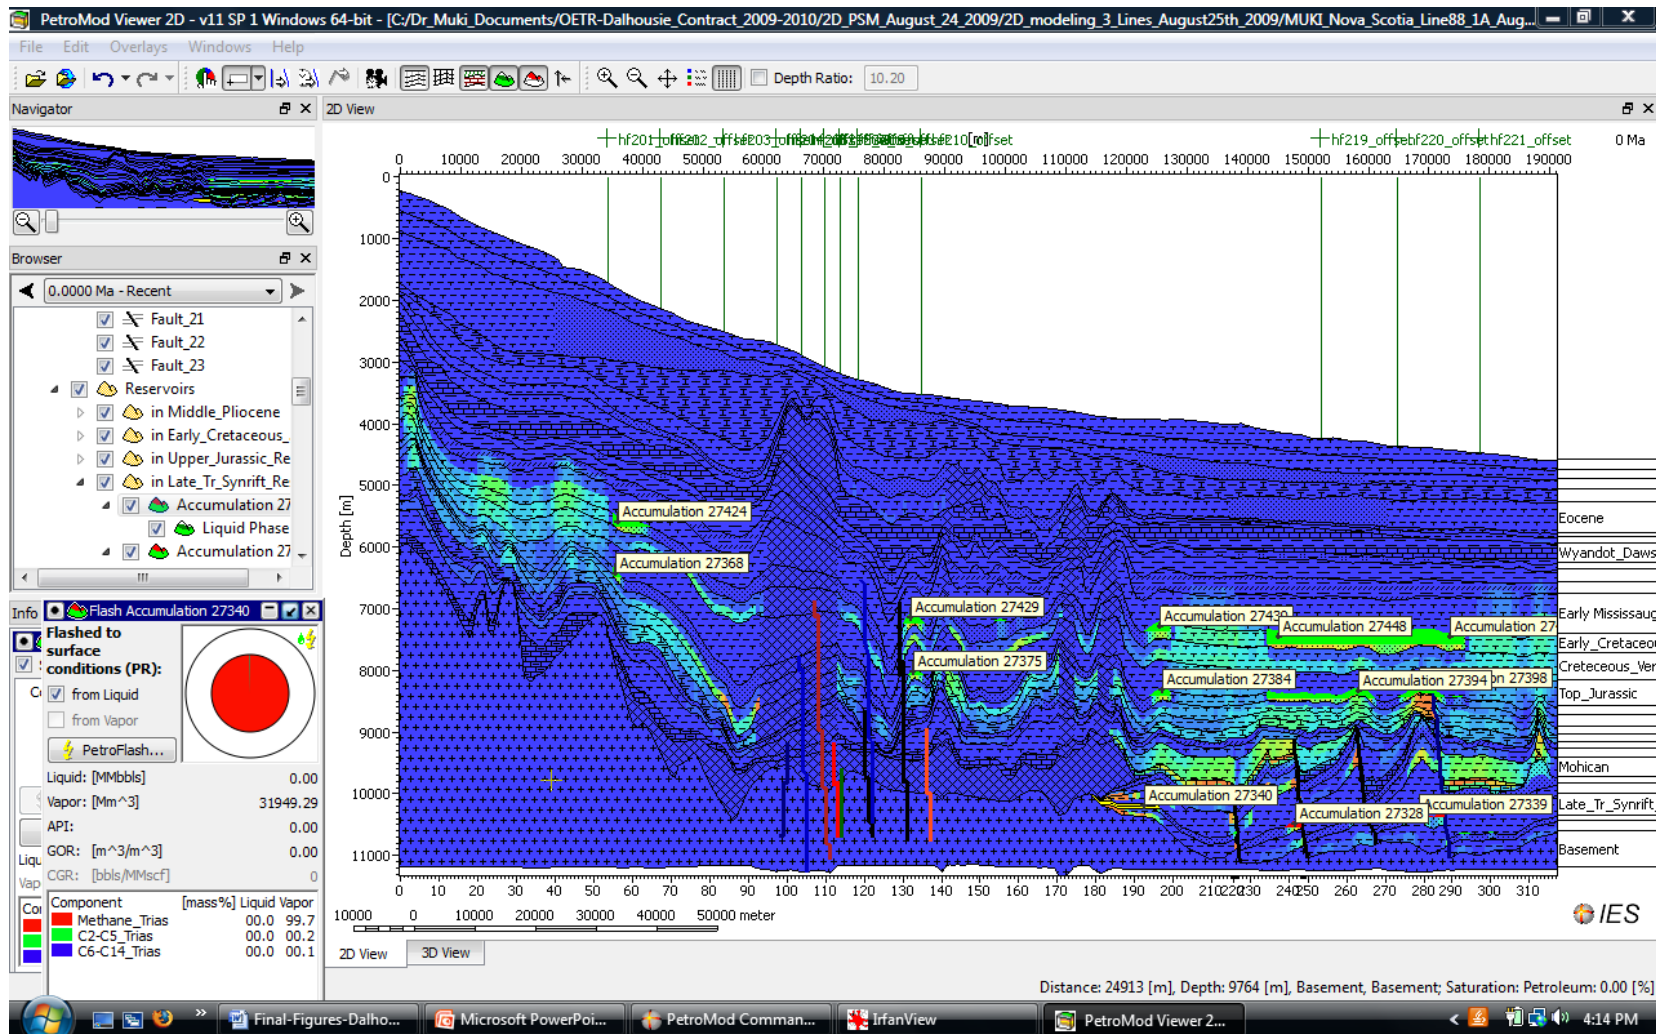 PetroMod Viewer 2D - v11 SP 1 Windows 64-bit - [C:/Dr_Muki_Documents/OETR-Dalhousie_Contract_2009-2010/2D_PSM_August_24_2009/2D_modeling_3_Lines_August25th_2009/MUKI_Nova_Scotia_Line88_1A_Aug...
File Edit Overlays Windows Help
Depth Ratio: 10.20
Navigator
2D View
hf219_offset hf220_offset hf221_offset 0 Ma
0 10000 20000 30000 40000 50000 60000 70000 80000 90000 [m] 100000 110000 120000 130000 140000 150000 160000 170000 180000 190000
0
1000
2000
3000
4000
5000
6000
7000
8000
9000
10000
11000
Depth [m]
Browser
0.0000 Ma - Recent
Fault_21
Fault_22
Fault_23
Reservoirs
in Middle_Pliocene
in Early_Cretaceous_
in Upper_Jurassic_Re
in Late_Tr_Synrift_Re
Accumulation 27
Liquid Phase
Accumulation 27
Accumulation 27424
Accumulation 27368
Accumulation 27429
Accumulation 27375
Accumulation 27448
Accumulation 27384
Accumulation 27394
Accumulation 27340
Accumulation 27328
Accumulation 27339
Eocene
Wyandot_Daws
Early Mississaug
Early_Cretaceou
Creteceous_Ver
Top_Jurassic
Mohican
Late_Tr_Synrift_
Basement
Info
Flash Accumulation 27340
Flashed to
surface
conditions (PR):
from Liquid
from Vapor
PetroFlash...
Liquid: [MMbbls] 0.00
Vapor: [Mm^3] 31949.29
API: 0.00
GOR: [m^3/m^3] 0.00
CGR: [bbls/MMscf] 0
Component [mass%] Liquid Vapor
Methane_Trias 00.0 99.7
C2-C5_Trias 00.0 00.2
C6-C14_Trias 00.0 00.1
0 10 20 30 40 50 60 70 80 90 100 110 120 130 140 150 160 170 180 190 200 210 230 260 270 280 290 300 310
10000 0 10000 20000 30000 40000 50000 meter
IES
2D View 3D View
Distance: 24913 [m], Depth: 9764 [m], Basement, Basement; Saturation: Petroleum: 0.00 [%]
Final-Figures-Dalho... Microsoft PowerPoi... PetroMod Comman... IrfanView PetroMod Viewer 2... 4:14 PM